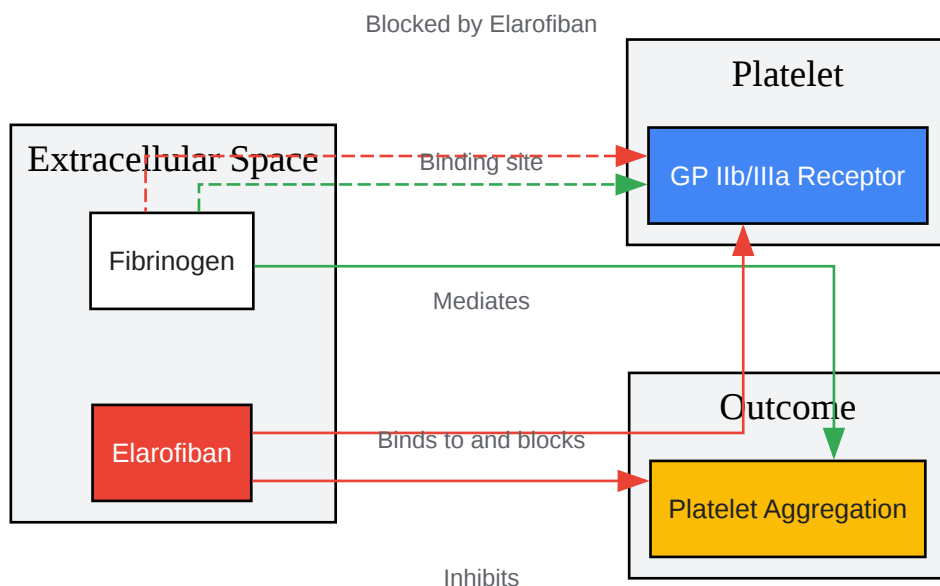 Blocked by Elarofiban
Platelet
Extracellular Space
Binding site
GP IIb/IIIa Receptor
Fibrinogen
Mediates
Outcome
Binds to and blocks
Elarofiban
Platelet Aggregation
Inhibits